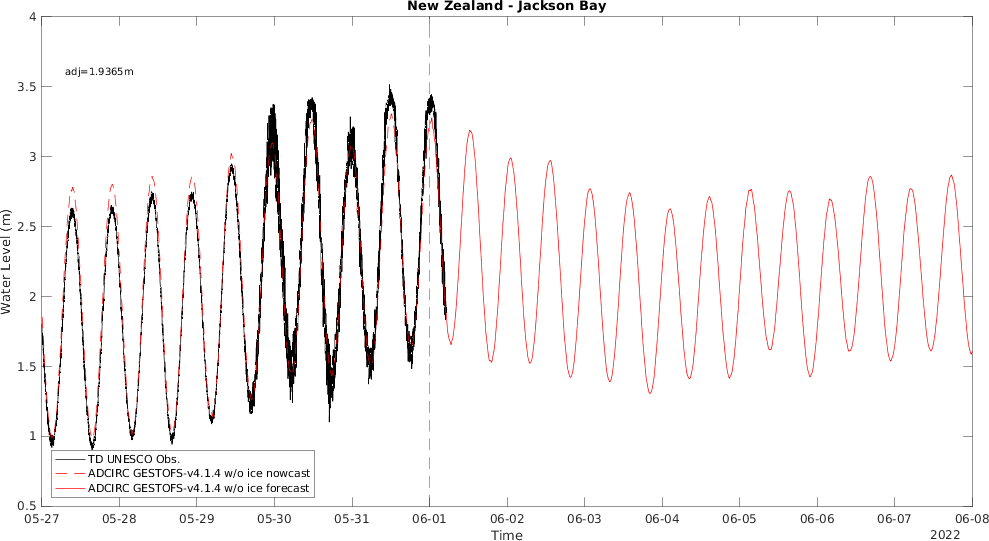 New Zealand - Jackson Bay
4
3.5
3
2.5
2
1.5
1
0.5
Water Level (m)
adj=1.9365m
TD UNESCO Obs.
ADCIRC GESTOFS-v4.1.4 w/o ice nowcast
ADCIRC GESTOFS-v4.1.4 w/o ice forecast
05-27 05-28 05-29 05-30 05-31 06-01 06-02 06-03 06-04 06-05 06-06 06-07 06-08
Time
2022